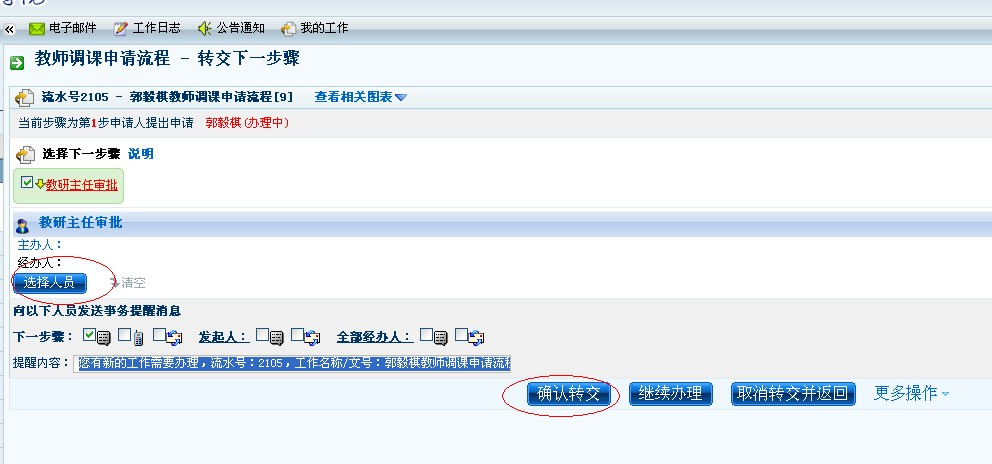 电子邮件 工作日志 公告通知 我的工作
教师调课申请流程 - 转交下一步骤
流水号2105 - 郭毅祺教师调课申请流程[9] 查看相关图表
当前步骤为第1步申请人提出申请 郭毅祺(办理中)
选择下一步骤 说明
教研主任审批
教研主任审批
主办人：
经办人：
选择人员 清空
向以下人员发送事务提醒消息
下一步骤： 发起人： 全部经办人：
提醒内容： 您有新的工作需要办理，流水号：2105，工作名称/文号：郭毅祺教师调课申请流程
确认转交 继续办理 取消转交并返回 更多操作